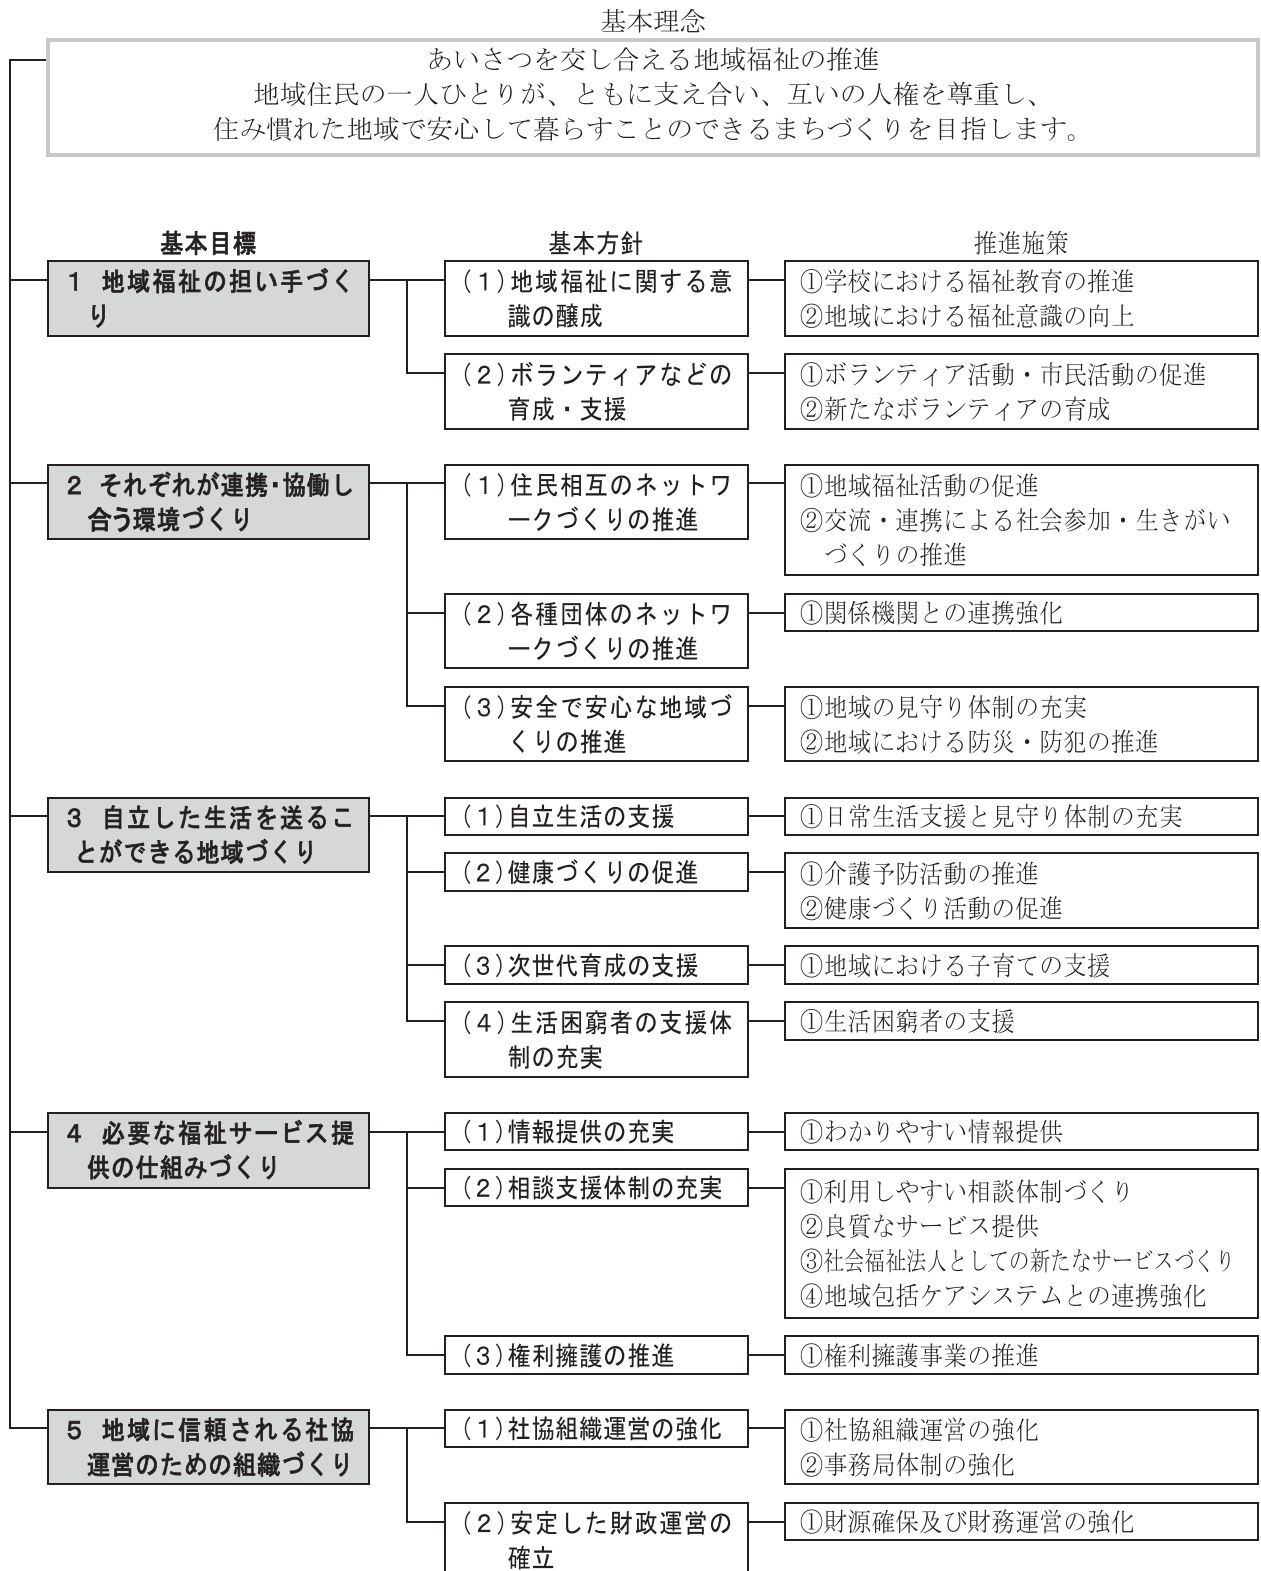 基本理念
あいさつを交し合える地域福祉の推進
地域住民の一人ひとりが、ともに支え合い、互いの人権を尊重し、
住み慣れた地域で安心して暮らすことのできるまちづくりを目指します。
基本目標
基本方針
推進施策
1 地域福祉の担い手づく
り
(1)地域福祉に関する意
識の醸成
①学校における福祉教育の推進
②地域における福祉意識の向上
(2)ボランティアなどの
育成・支援
①ボランティア活動・市民活動の促進
②新たなボランティアの育成
2 それぞれが連携・協働し
合う環境づくり
(1)住民相互のネットワ
ークづくりの推進
①地域福祉活動の促進
②交流・連携による社会参加・生きがい
づくりの推進
(2)各種団体のネットワ
ークづくりの推進
①関係機関との連携強化
(3)安全で安心な地域づ
くりの推進
①地域の見守り体制の充実
②地域における防災・防犯の推進
3 自立した生活を送るこ
とができる地域づくり
(1)自立生活の支援
①日常生活支援と見守り体制の充実
(2)健康づくりの促進
①介護予防活動の推進
②健康づくり活動の促進
(3)次世代育成の支援
①地域における子育ての支援
(4)生活困窮者の支援体
制の充実
①生活困窮者の支援
4 必要な福祉サービス提
供の仕組みづくり
(1)情報提供の充実
①わかりやすい情報提供
(2)相談支援体制の充実
①利用しやすい相談体制づくり
②良質なサービス提供
③社会福祉法人としての新たなサービスづくり
④地域包括ケアシステムとの連携強化
(3)権利擁護の推進
①権利擁護事業の推進
5 地域に信頼される社協
運営のための組織づくり
(1)社協組織運営の強化
①社協組織運営の強化
②事務局体制の強化
(2)安定した財政運営の
確立
①財源確保及び財務運営の強化